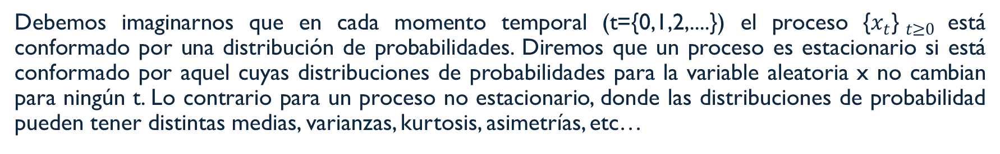 Debemos imaginarnos que en cada momento temporal (t={0,1,2,....}) el proceso {xₜ} ₜ≥₀ está
conformado por una distribución de probabilidades. Diremos que un proceso es estacionario si está
conformado por aquel cuyas distribuciones de probabilidades para la variable aleatoria x no cambian
para ningún t. Lo contrario para un proceso no estacionario, donde las distribuciones de probabilidad
pueden tener distintas medias, varianzas, kurtosis, asimetrías, etc…